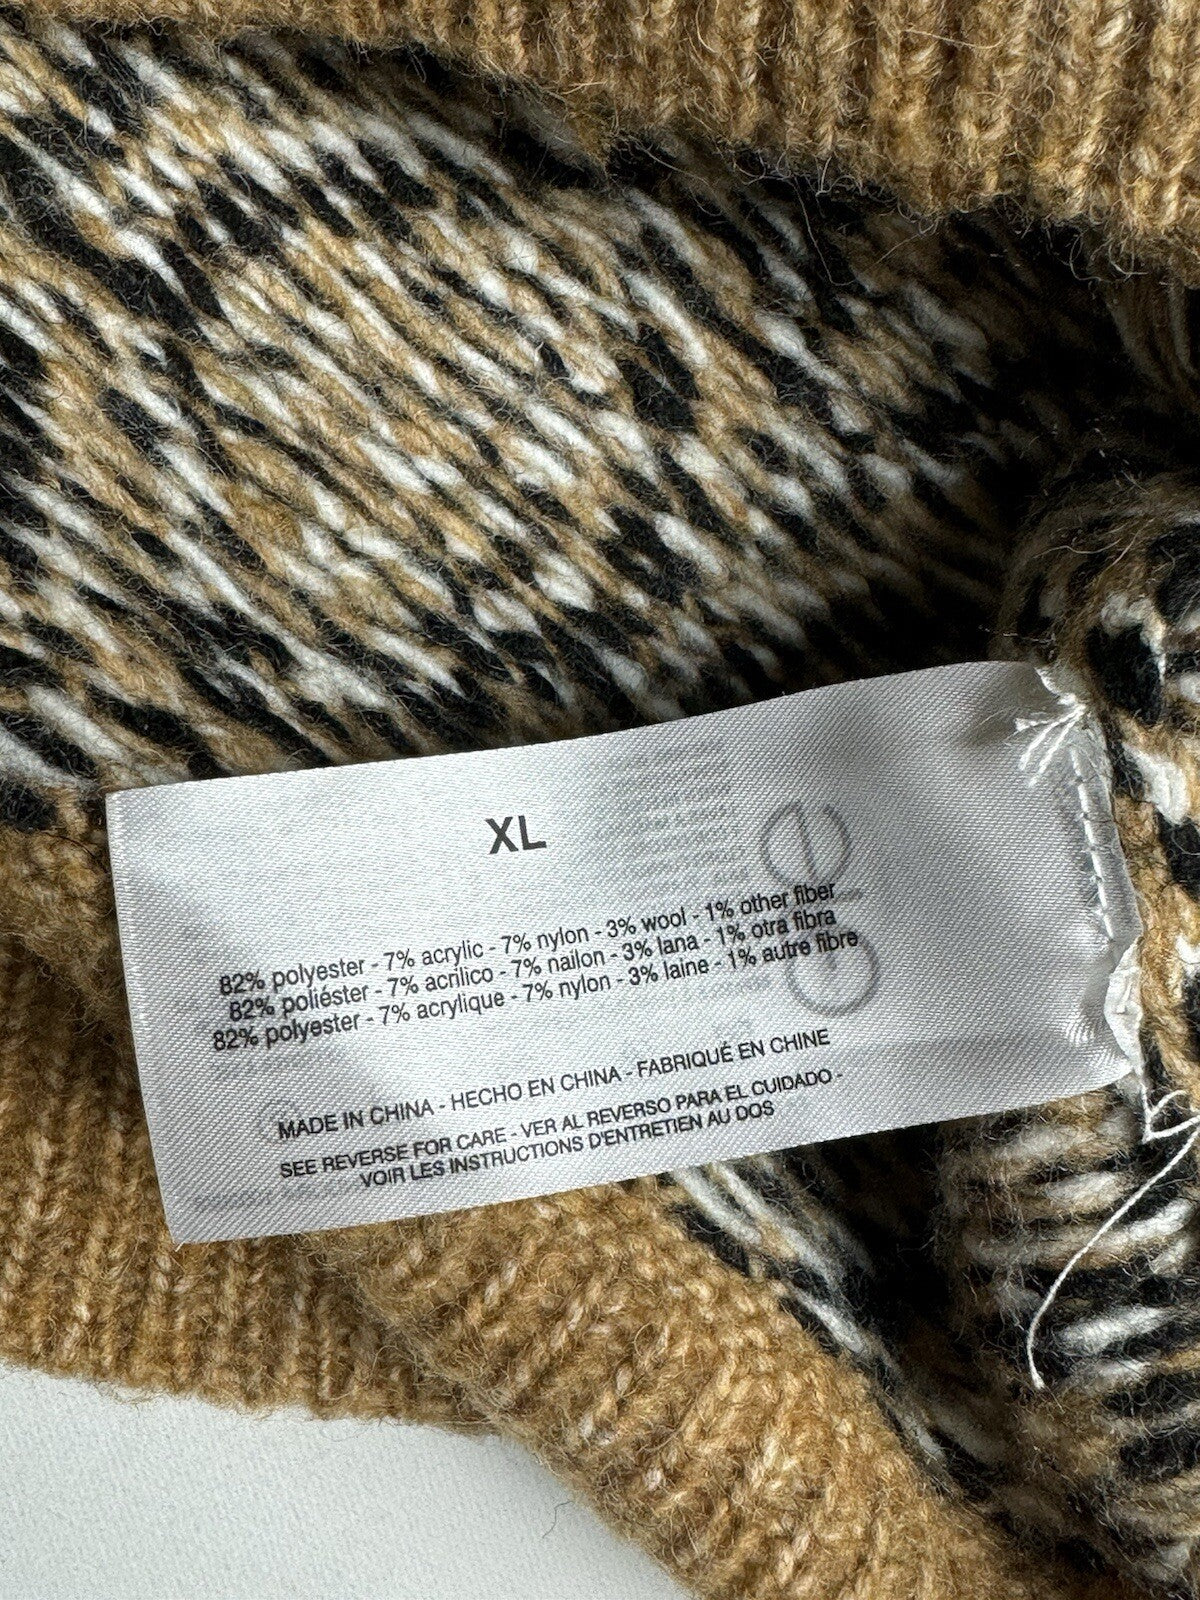 XL
82% polyester - 7% acrylic - 7% nylon - 3% wool - 1% other fiber
82% poliéster - 7% acrílico - 7% nailon - 3% lana - 1% otra fibra
82% polyester - 7% acrylique - 7% nylon - 3% laine - 1% autre fibre
MADE IN CHINA - HECHO EN CHINA - FABRIQUÉ EN CHINE
SEE REVERSE FOR CARE - VER AL REVERSO PARA EL CUIDADO -
VOIR LES INSTRUCTIONS D'ENTRETIEN AU DOS